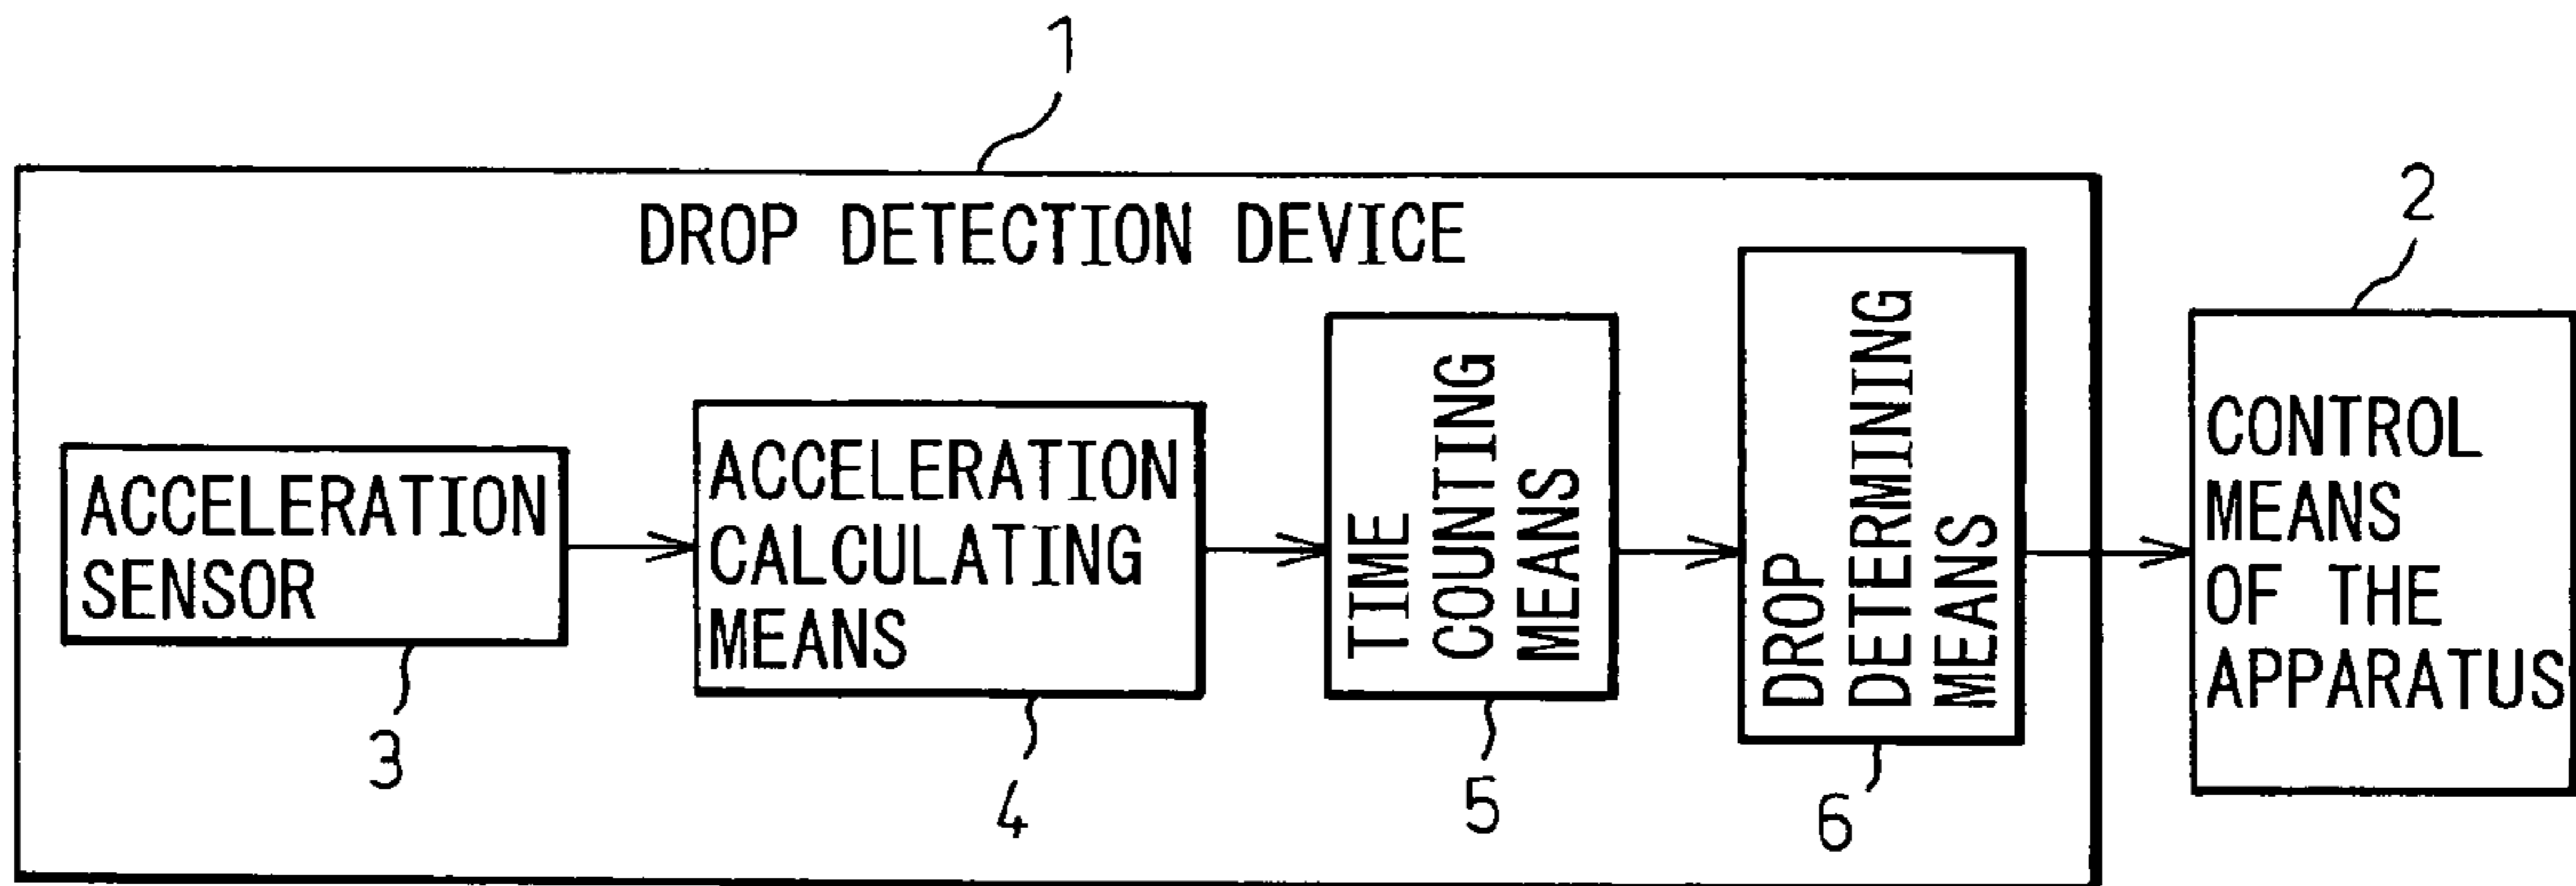 1
DROP DETECTION DEVICE
2
ACCELERATION
SENSOR
3
ACCELERATION
CALCULATING
MEANS
4
TIME
COUNTING
MEANS
5
DROP
DETERMINING
MEANS
6
CONTROL
MEANS
OF THE
APPARATUS